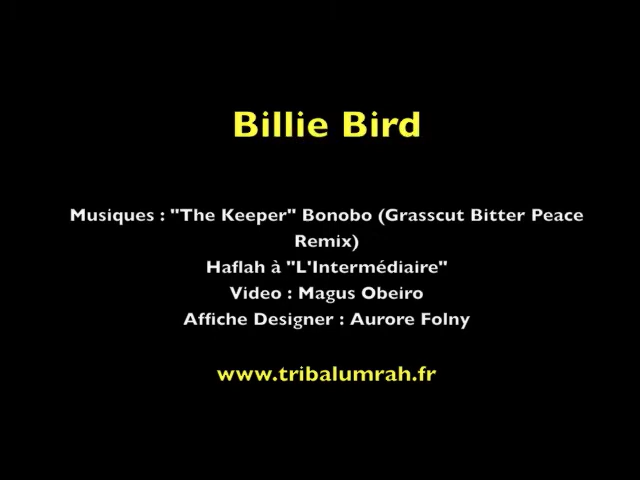 Billie Bird
Musiques : "The Keeper" Bonobo (Grasscut Bitter Peace
Remix)
Haflah à "L'Intermédiaire"
Video : Magus Obeiro
Affiche Designer : Aurore Folny
www.tribalumrah.fr